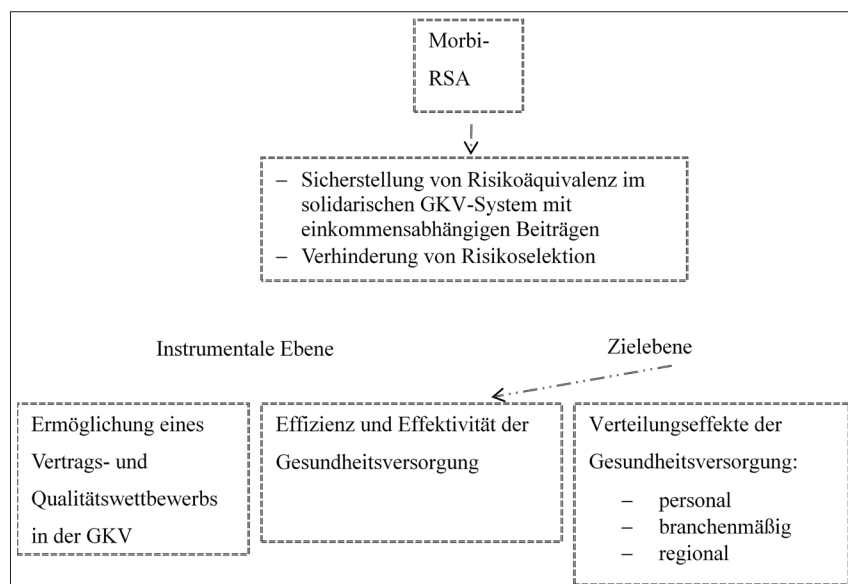 Morbi-
RSA
– Sicherstellung von Risikoäquivalenz im
solidarischen GKV-System mit
einkommensabhängigen Beiträgen
– Verhinderung von Risikoselektion
Instrumentale Ebene
Zielebene
Ermöglichung eines
Vertrags- und
Qualitätswettbewerbs
in der GKV
Effizienz und Effektivität der
Gesundheitsversorgung
Verteilungseffekte der
Gesundheitsversorgung:
– personal
– branchenmäßig
– regional